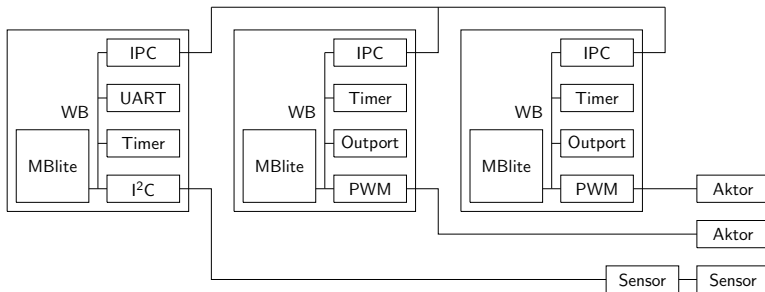 IPC
UART
WB
Timer
MBlite
I²C
IPC
Timer
WB
Outport
MBlite
PWM
IPC
Timer
WB
Outport
MBlite
PWM
Aktor
Aktor
Sensor
Sensor